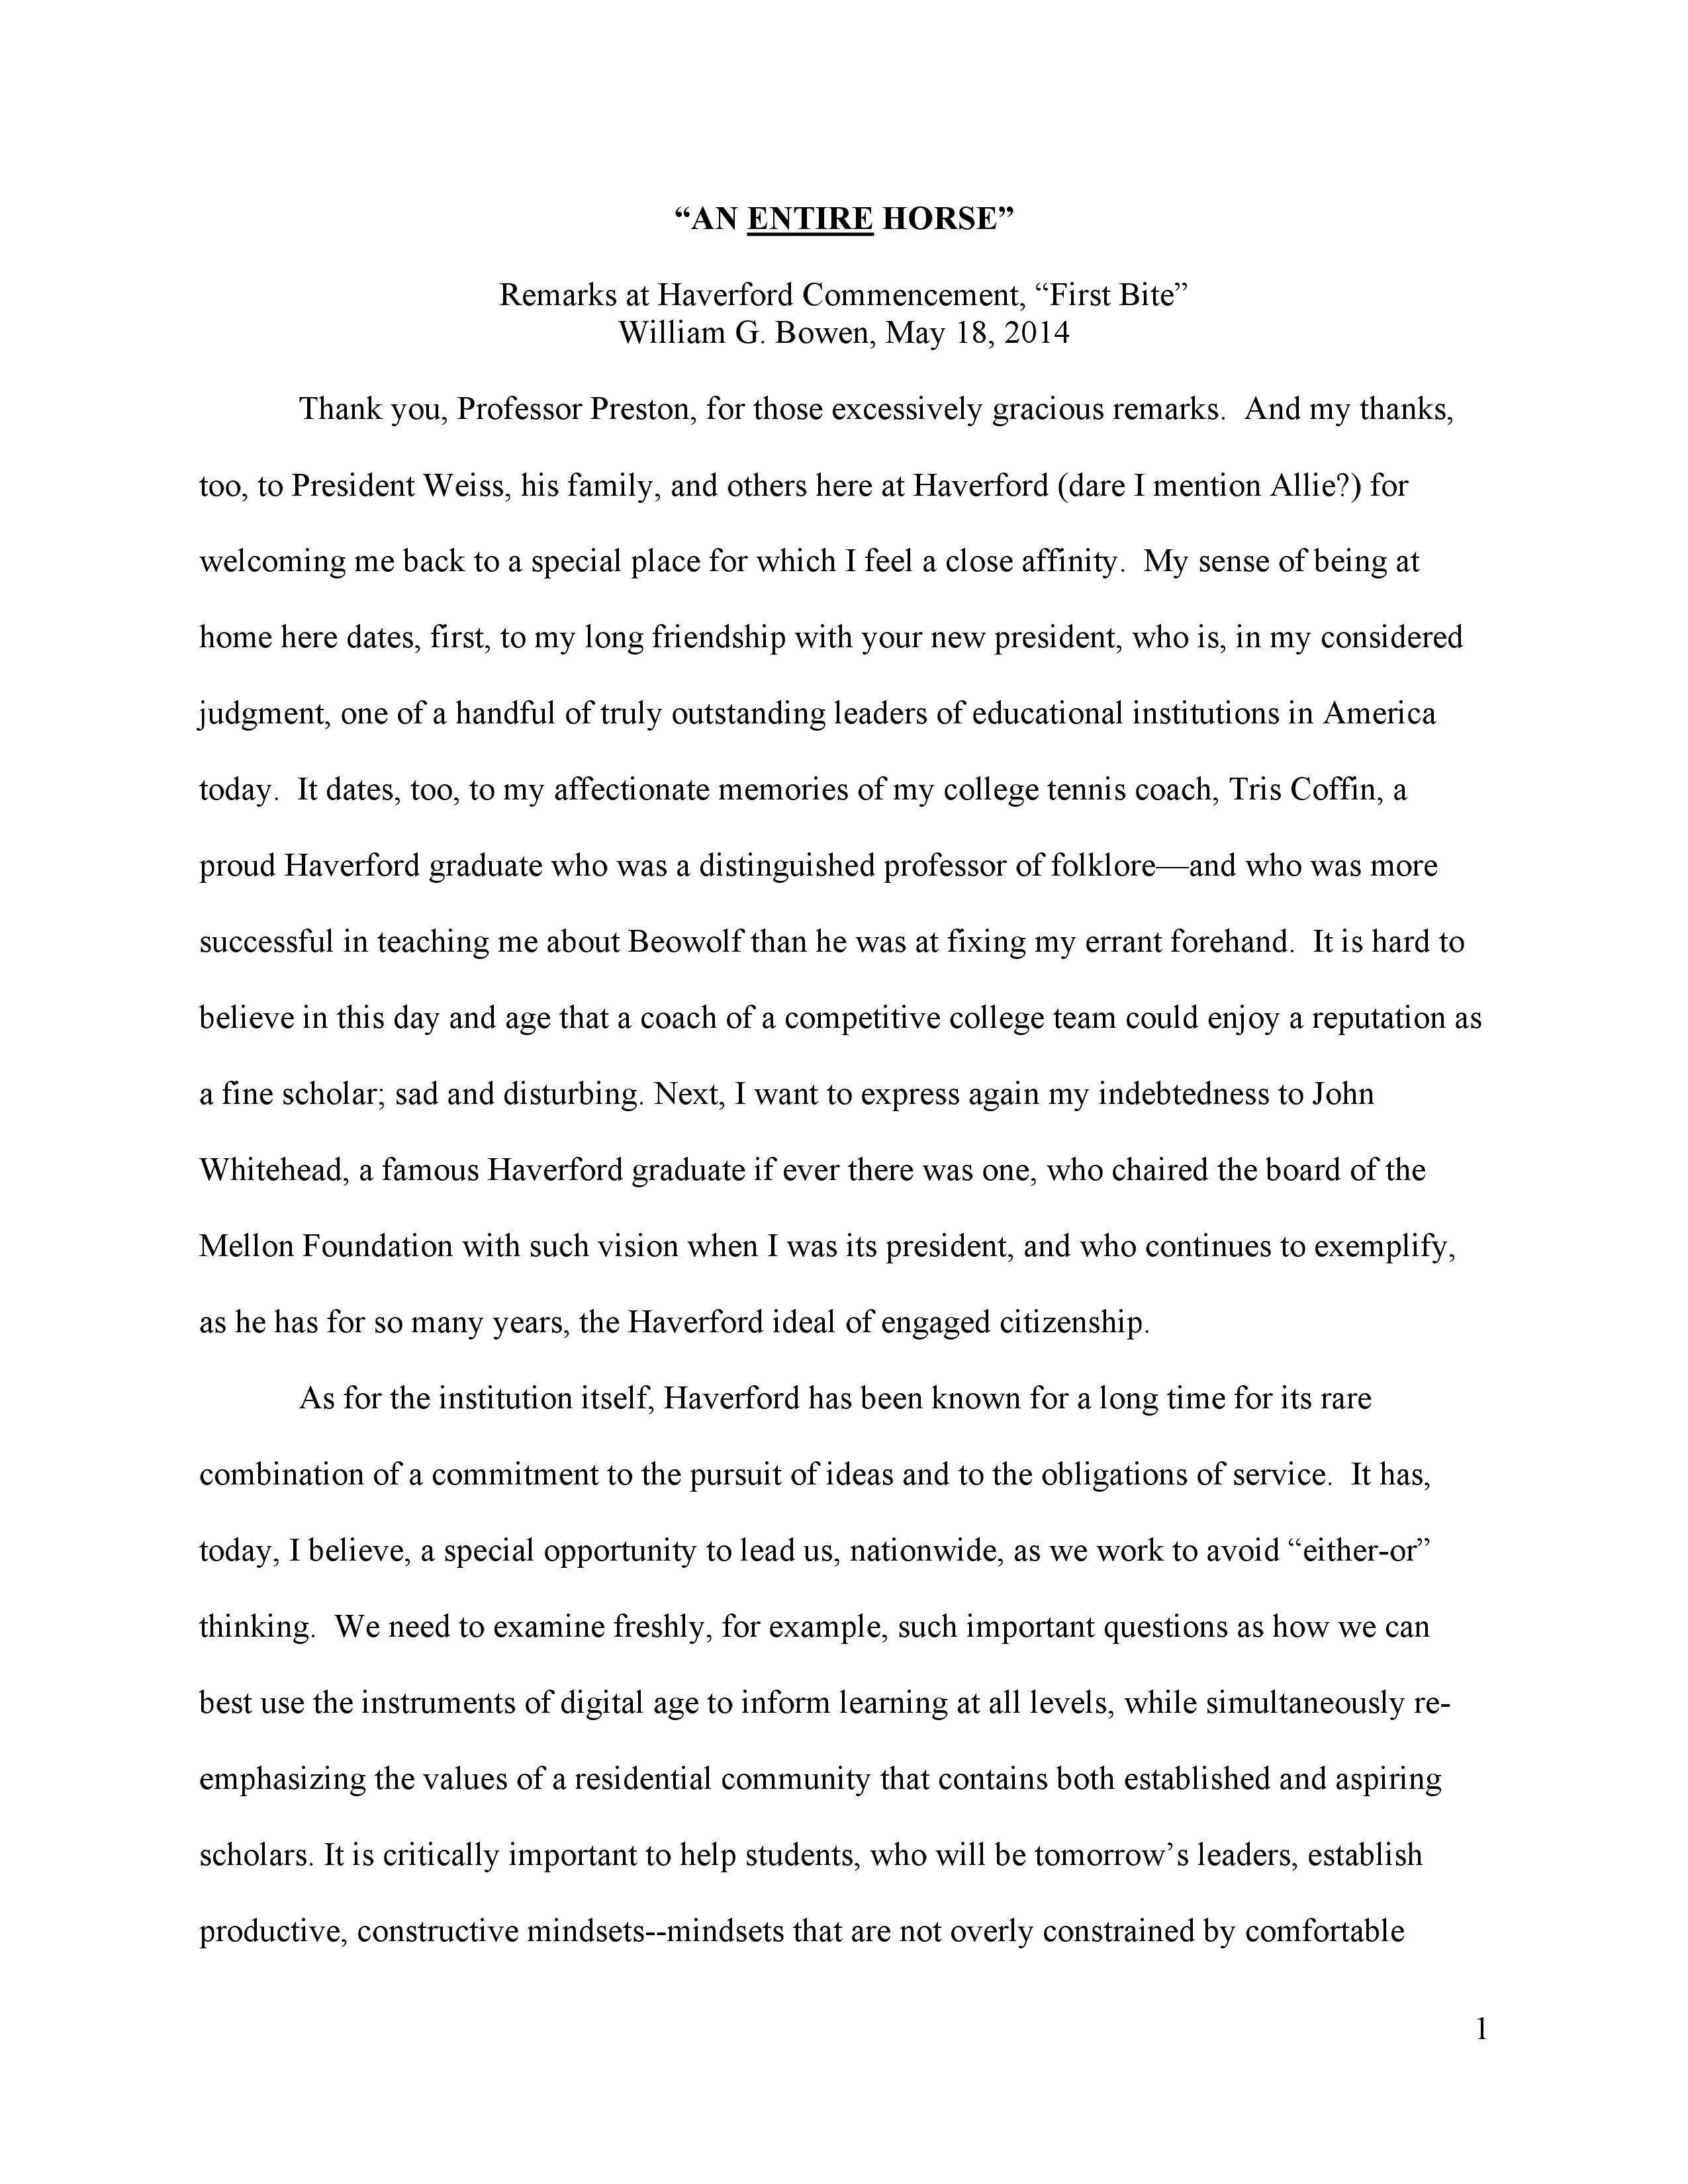 “AN ENTIRE HORSE”
Remarks at Haverford Commencement, “First Bite”
William G. Bowen, May 18, 2014
Thank you, Professor Preston, for those excessively gracious remarks.  And my thanks,
too, to President Weiss, his family, and others here at Haverford (dare I mention Allie?) for
welcoming me back to a special place for which I feel a close affinity.  My sense of being at
home here dates, first, to my long friendship with your new president, who is, in my considered
judgment, one of a handful of truly outstanding leaders of educational institutions in America
today.  It dates, too, to my affectionate memories of my college tennis coach, Tris Coffin, a
proud Haverford graduate who was a distinguished professor of folklore—and who was more
successful in teaching me about Beowolf than he was at fixing my errant forehand.  It is hard to
believe in this day and age that a coach of a competitive college team could enjoy a reputation as
a fine scholar; sad and disturbing. Next, I want to express again my indebtedness to John
Whitehead, a famous Haverford graduate if ever there was one, who chaired the board of the
Mellon Foundation with such vision when I was its president, and who continues to exemplify,
as he has for so many years, the Haverford ideal of engaged citizenship.
As for the institution itself, Haverford has been known for a long time for its rare
combination of a commitment to the pursuit of ideas and to the obligations of service.  It has,
today, I believe, a special opportunity to lead us, nationwide, as we work to avoid “either-or”
thinking.  We need to examine freshly, for example, such important questions as how we can
best use the instruments of digital age to inform learning at all levels, while simultaneously re-
emphasizing the values of a residential community that contains both established and aspiring
scholars. It is critically important to help students, who will be tomorrow’s leaders, establish
productive, constructive mindsets--mindsets that are not overly constrained by comfortable
1